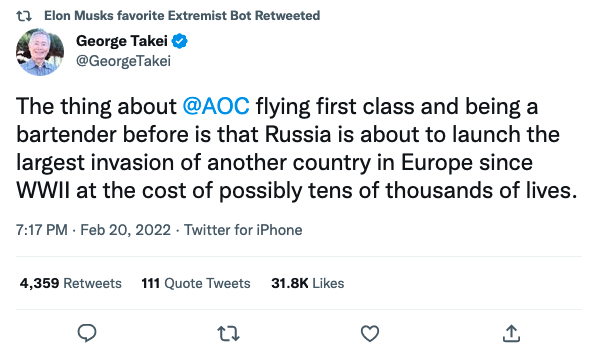 Elon Musks favorite Extremist Bot Retweeted
George Takei
@GeorgeTakei
The thing about @AOC flying first class and being a
bartender before is that Russia is about to launch the
largest invasion of another country in Europe since
WWII at the cost of possibly tens of thousands of lives.
7:17 PM · Feb 20, 2022 · Twitter for iPhone
4,359 Retweets 111 Quote Tweets 31.8K Likes